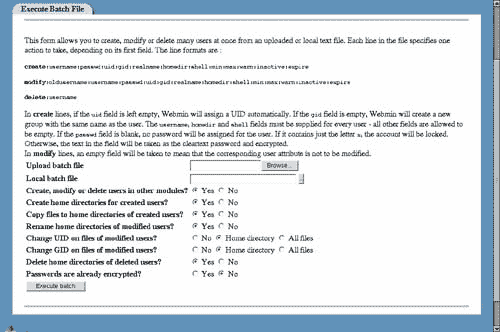 Execute Batch File
This form allows you to create, modify or delete many users at once from an uploaded or local text file. Each line in the file specifies one
action to take, depending on its first field. The line formats are :
create:username:passwd:uid:gid:realname:homedir:shell:min:max:warn:inactive:expire
modify:oldusername:username:passwd:uid:gid:realname:homedir:shell:min:max:warn:inactive:expire
delete:username
In create lines, if the uid field is left empty, Webmin will assign a UID automatically. If the gid field is empty, Webmin will create a new
group with the same name as the user. The username, homedir and shell fields must be supplied for every user - all other fields are allowed
to be empty. If the passwd field is blank, no password will be assigned for the user. If it contains just the letter x, the account will be locked.
Otherwise, the text in the field will be taken as the cleartext password and encrypted.
In modify lines, an empty field will be taken to mean that the corresponding user attribute is not to be modified.
Upload batch file Browse...
Local batch file ...
Create, modify or delete users in other modules? Yes No
Create home directories for created users? Yes No
Copy files to home directories of created users? Yes No
Rename home directories of modified users? Yes No
Change UID on files of modified users? No Home directory All files
Change GID on files of modified users? No Home directory All files
Delete home directories of deleted users? Yes No
Passwords are already encrypted? Yes No
Execute batch